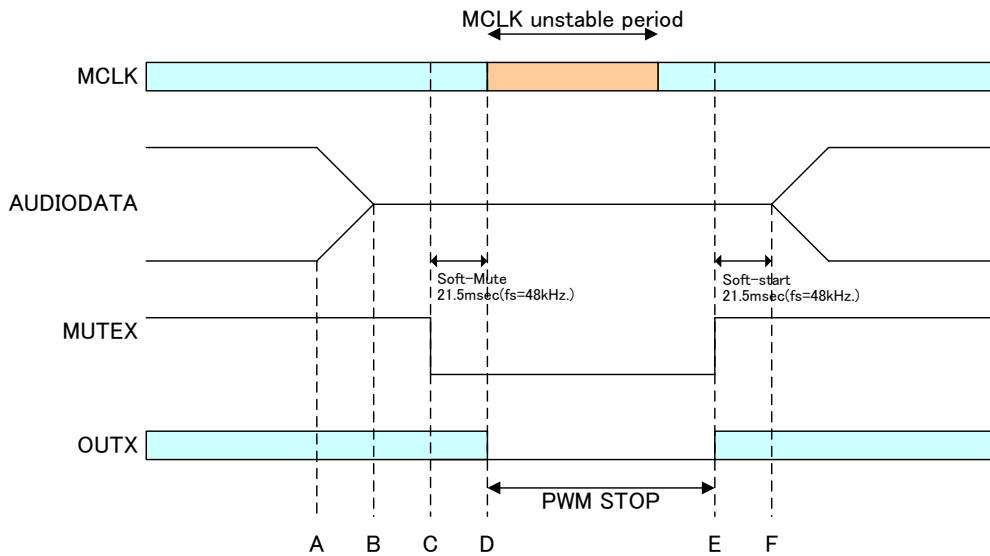 MCLK unstable period
MCLK
AUDIODATA
Soft-Mute
21.5msec(fs=48kHz.)
Soft-start
21.5msec(fs=48kHz.)
MUTEX
OUTX
PWM STOP
A B C D E F